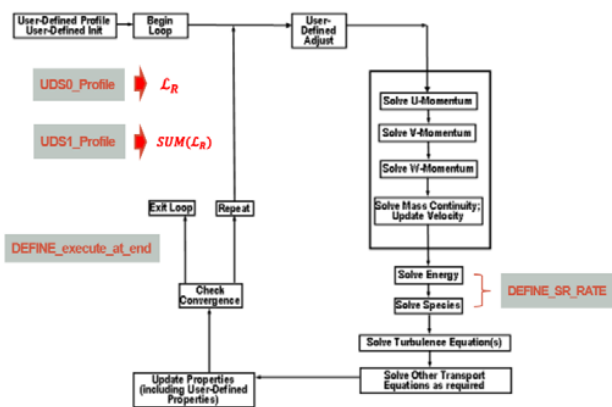 User-Defined Profile
User-Defined Init
Begin
Loop
User-
Defined
Adjust
UDS0_Profile
ℒR
UDS1_Profile
SUM(ℒR)
Solve U-Momentum
Solve V-Momentum
Solve W-Momentum
Solve Mass Continuity;
Update Velocity
Exit Loop
Repeat
DEFINE_execute_at_end
Check
Convergence
Solve Energy
Solve Species
DEFINE_SR_RATE
Solve Turbulence Equation(s)
Update Properties
(including User-Defined
Properties)
Solve Other Transport
Equations as required